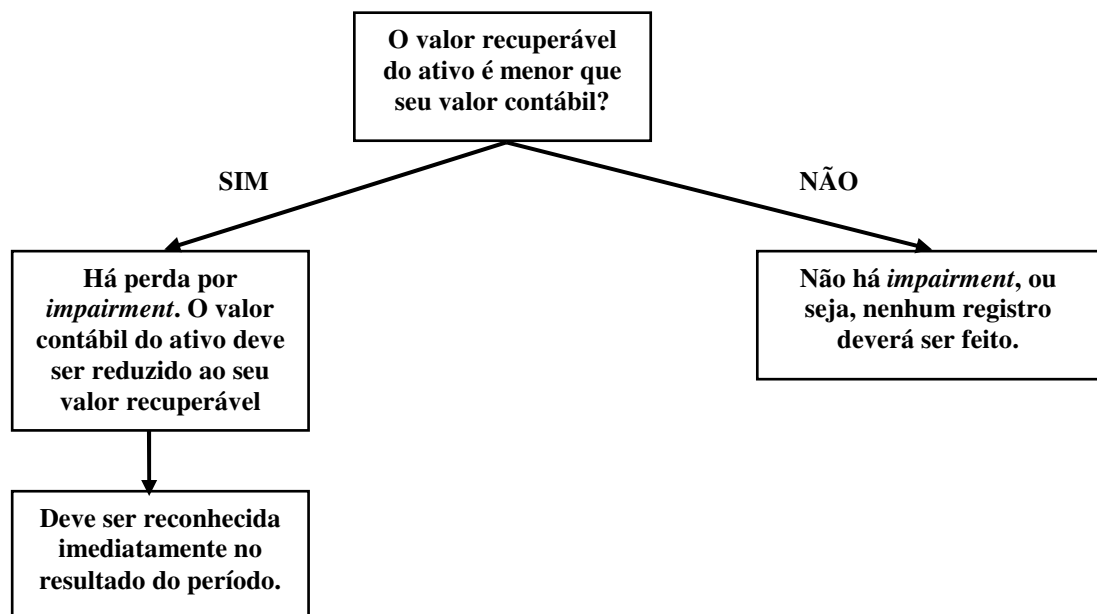 O valor recuperável
do ativo é menor que
seu valor contábil?
SIM
NÃO
Há perda por
impairment. O valor
contábil do ativo deve
ser reduzido ao seu
valor recuperável
Não há impairment, ou
seja, nenhum registro
deverá ser feito.
Deve ser reconhecida
imediatamente no
resultado do período.